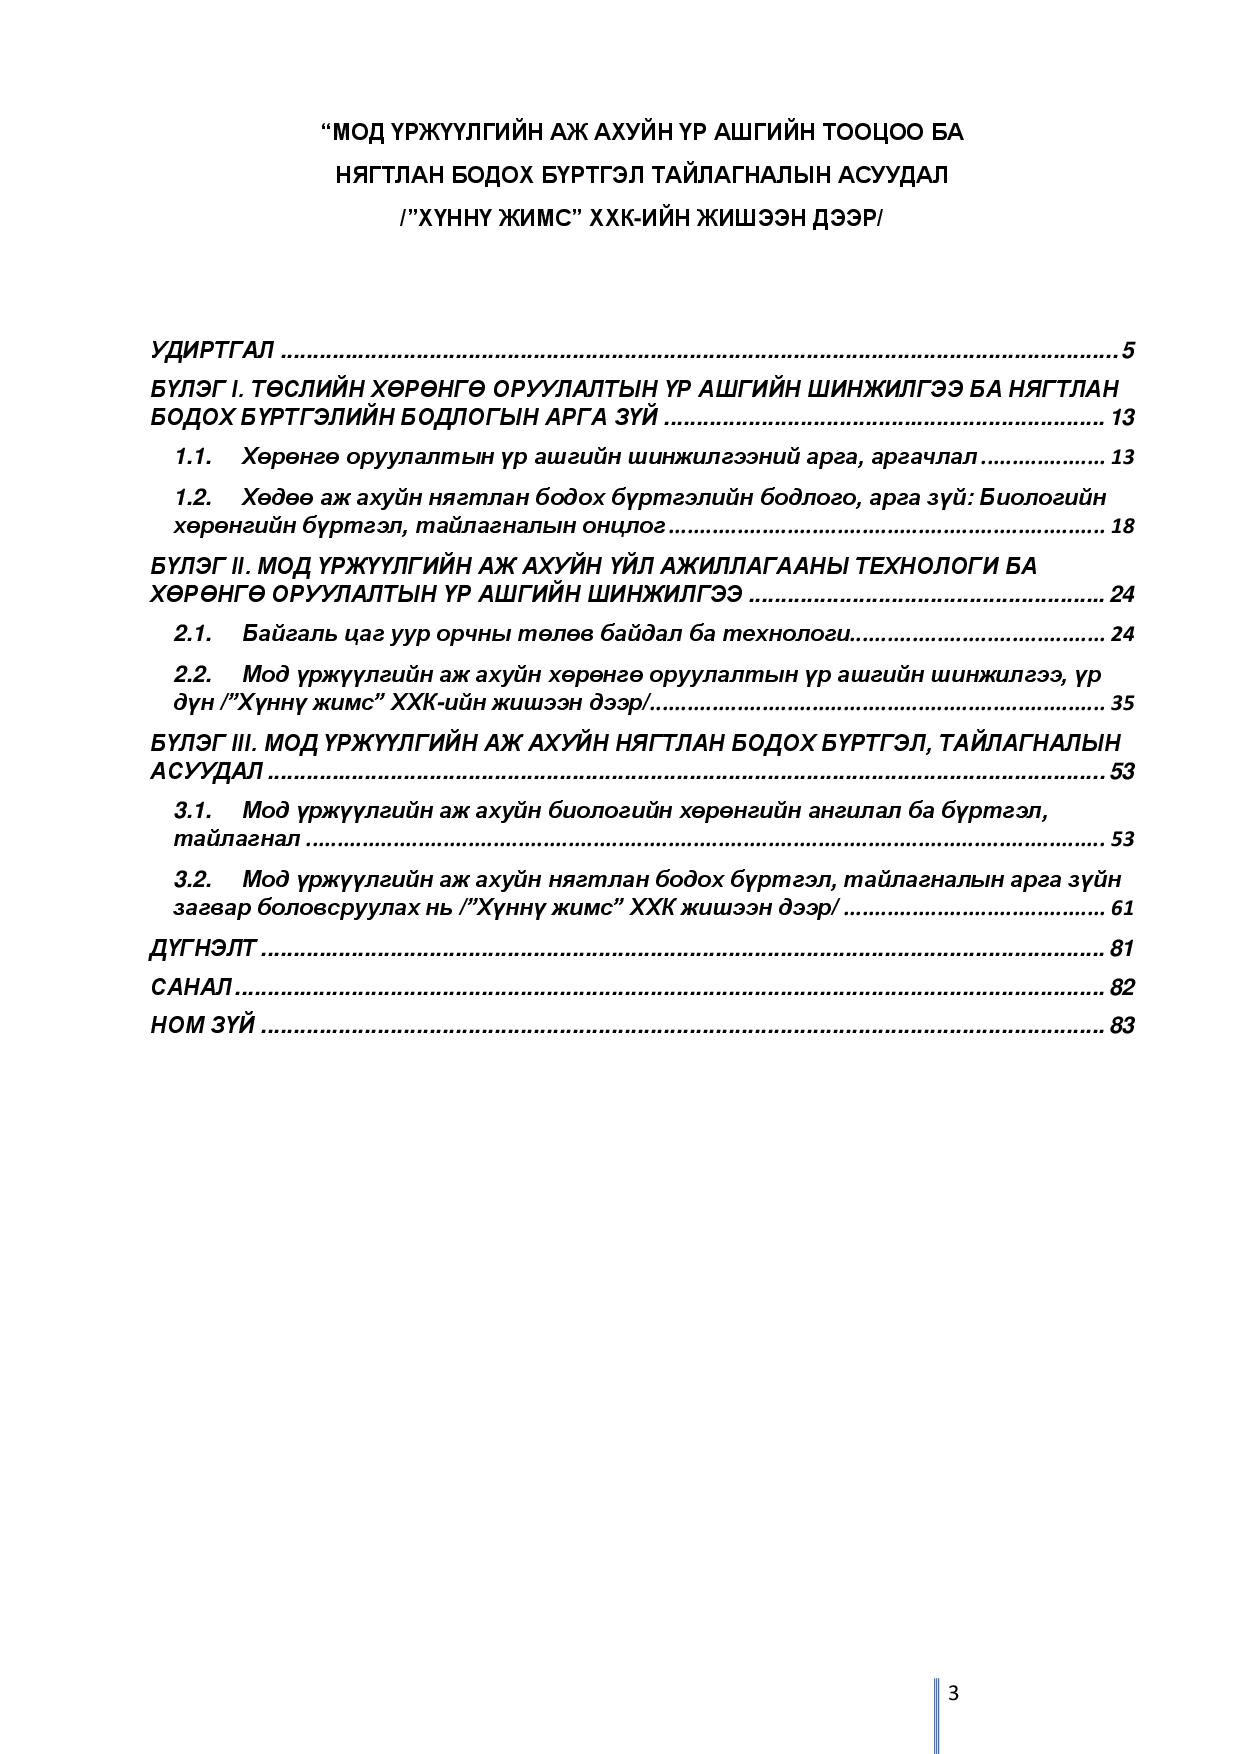 “МОД ҮРЖҮҮЛГИЙН АЖ АХУЙН ҮР АШГИЙН ТООЦОО БА
НЯГТЛАН БОДОХ БҮРТГЭЛ ТАЙЛАГНАЛЫН АСУУДАЛ
/”ХҮННҮ ЖИМС” ХХК-ИЙН ЖИШЭЭН ДЭЭР/
УДИРТГАЛ ........................................................................ 5
БҮЛЭГ I. ТӨСЛИЙН ХӨРӨНГӨ ОРУУЛАЛТЫН ҮР АШГИЙН ШИНЖИЛГЭЭ БА НЯГТЛАН
БОДОХ БҮРТГЭЛИЙН БОДЛОГЫН АРГА ЗҮЙ ........................................ 13
1.1. Хөрөнгө оруулалтын үр ашгийн шинжилгээний арга, аргачлал .................... 13
1.2. Хөдөө аж ахуйн нягтлан бодох бүртгэлийн бодлого, арга зүй: Биологийн
хөрөнгийн бүртгэл, тайлагналын онцлог ........................................ 18
БҮЛЭГ II. МОД ҮРЖҮҮЛГИЙН АЖ АХУЙН ҮЙЛ АЖИЛЛАГААНЫ ТЕХНОЛОГИ БА
ХӨРӨНГӨ ОРУУЛАЛТЫН ҮР АШГИЙН ШИНЖИЛГЭЭ ........................................ 24
2.1. Байгаль цаг уур орчны төлөв байдал ба технологи........................................ 24
2.2. Мод үржүүлгийн аж ахуйн хөрөнгө оруулалтын үр ашгийн шинжилгээ, үр
дүн /”Хүннү жимс” ХХК-ийн жишээн дээр/........................................ 35
БҮЛЭГ III. МОД ҮРЖҮҮЛГИЙН АЖ АХУЙН НЯГТЛАН БОДОХ БҮРТГЭЛ, ТАЙЛАГНАЛЫН
АСУУДАЛ ........................................................................ 53
3.1. Мод үржүүлгийн аж ахуйн биологийн хөрөнгийн ангилал ба бүртгэл,
тайлагнал ........................................................................ 53
3.2. Мод үржүүлгийн аж ахуйн нягтлан бодох бүртгэл, тайлагналын арга зүйн
загвар боловсруулах нь /”Хүннү жимс” ХХК жишээн дээр/ ........................................ 61
ДҮГНЭЛТ ........................................................................ 81
САНАЛ ........................................................................ 82
НОМ ЗҮЙ ........................................................................ 83
3